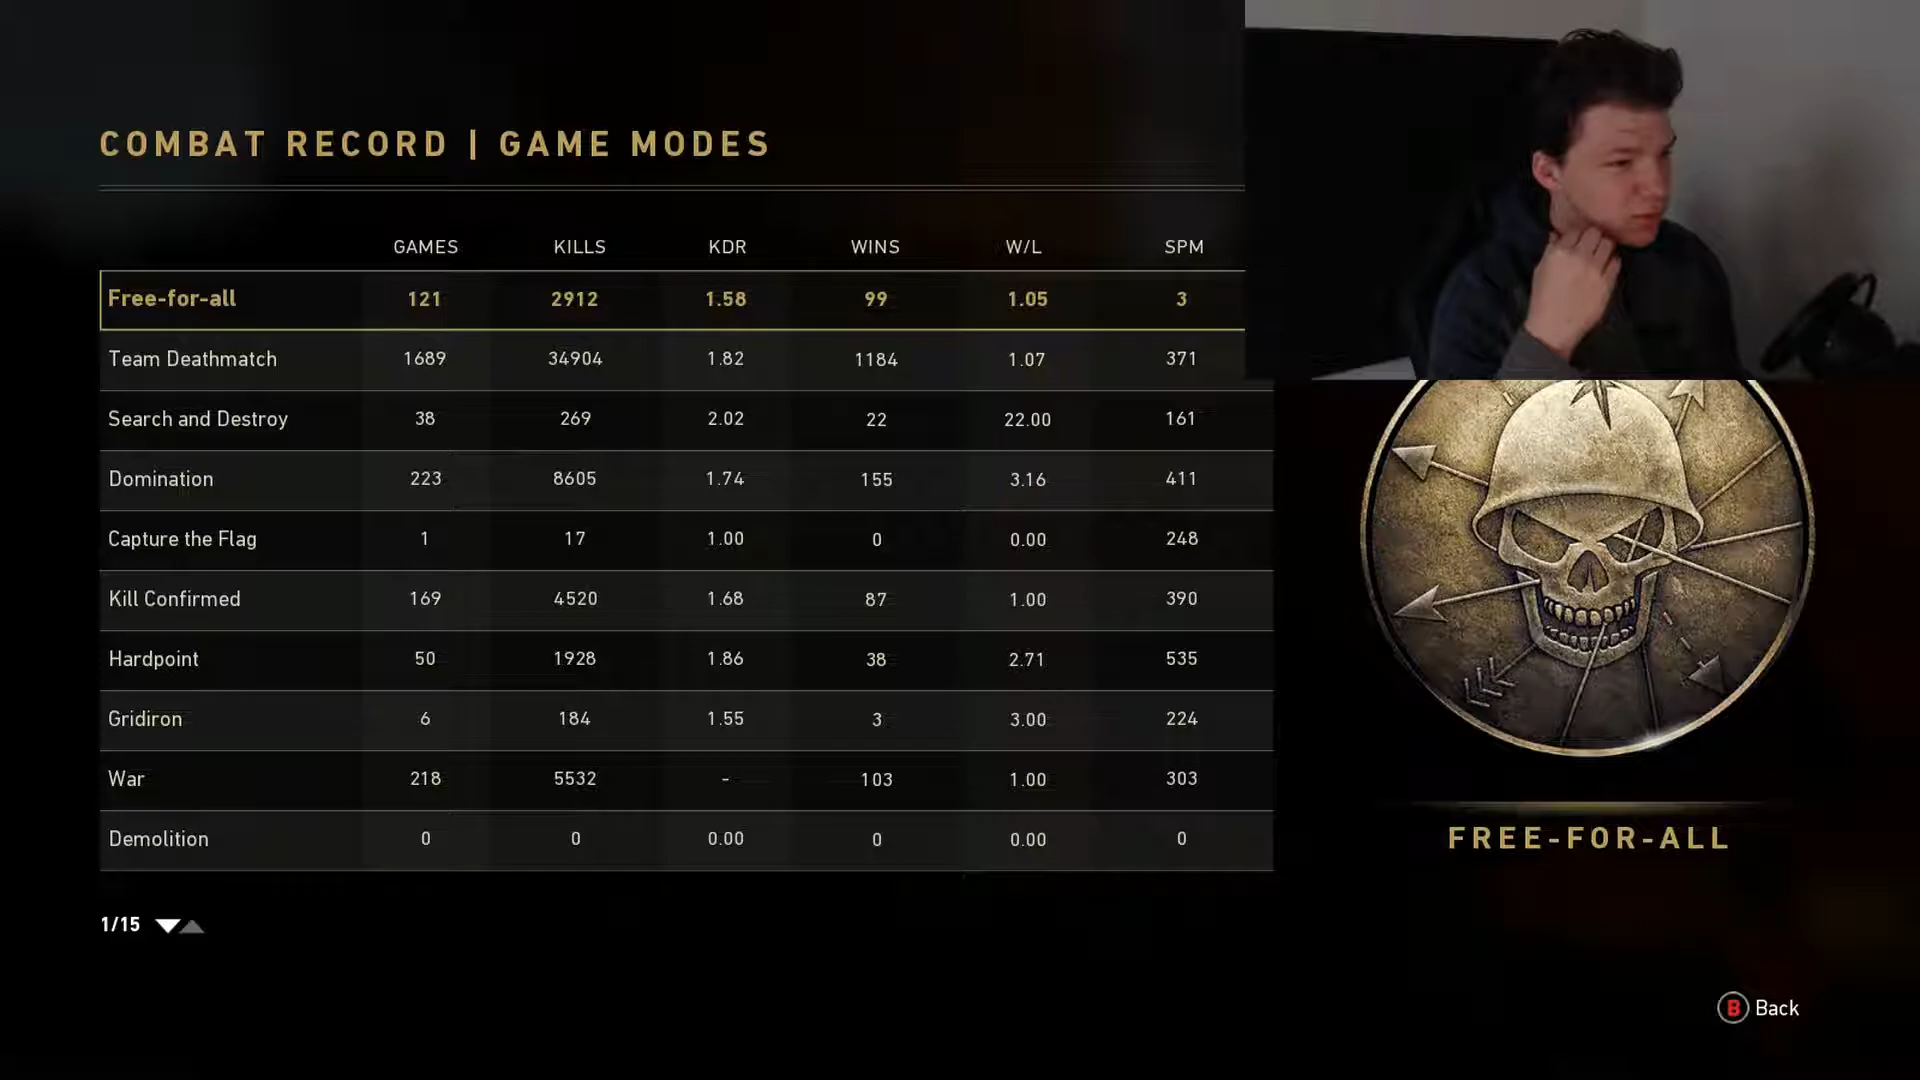 COMBAT RECORD | GAME MODES
GAMES KILLS KDR WINS W/L SPM
Free-for-all 121 2912 1.58 99 1.05 3
Team Deathmatch 1689 34904 1.82 1184 1.07 371
Search and Destroy 38 269 2.02 22 22.00 161
Domination 223 8605 1.74 155 3.16 411
Capture the Flag 1 17 1.00 0 0.00 248
Kill Confirmed 169 4520 1.68 87 1.00 390
Hardpoint 50 1928 1.86 38 2.71 535
Gridiron 6 184 1.55 3 3.00 224
War 218 5532 - 103 1.00 303
Demolition 0 0 0.00 0 0.00 0
FREE-FOR-ALL
1/15
B Back